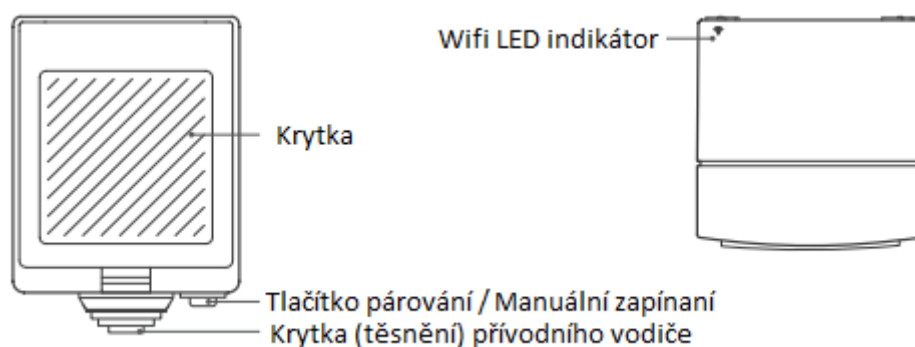 Wifi LED indikátor
Krytka
Tlačítko párování / Manuální zapínaní
Krytka (těsnění) přívodního vodiče